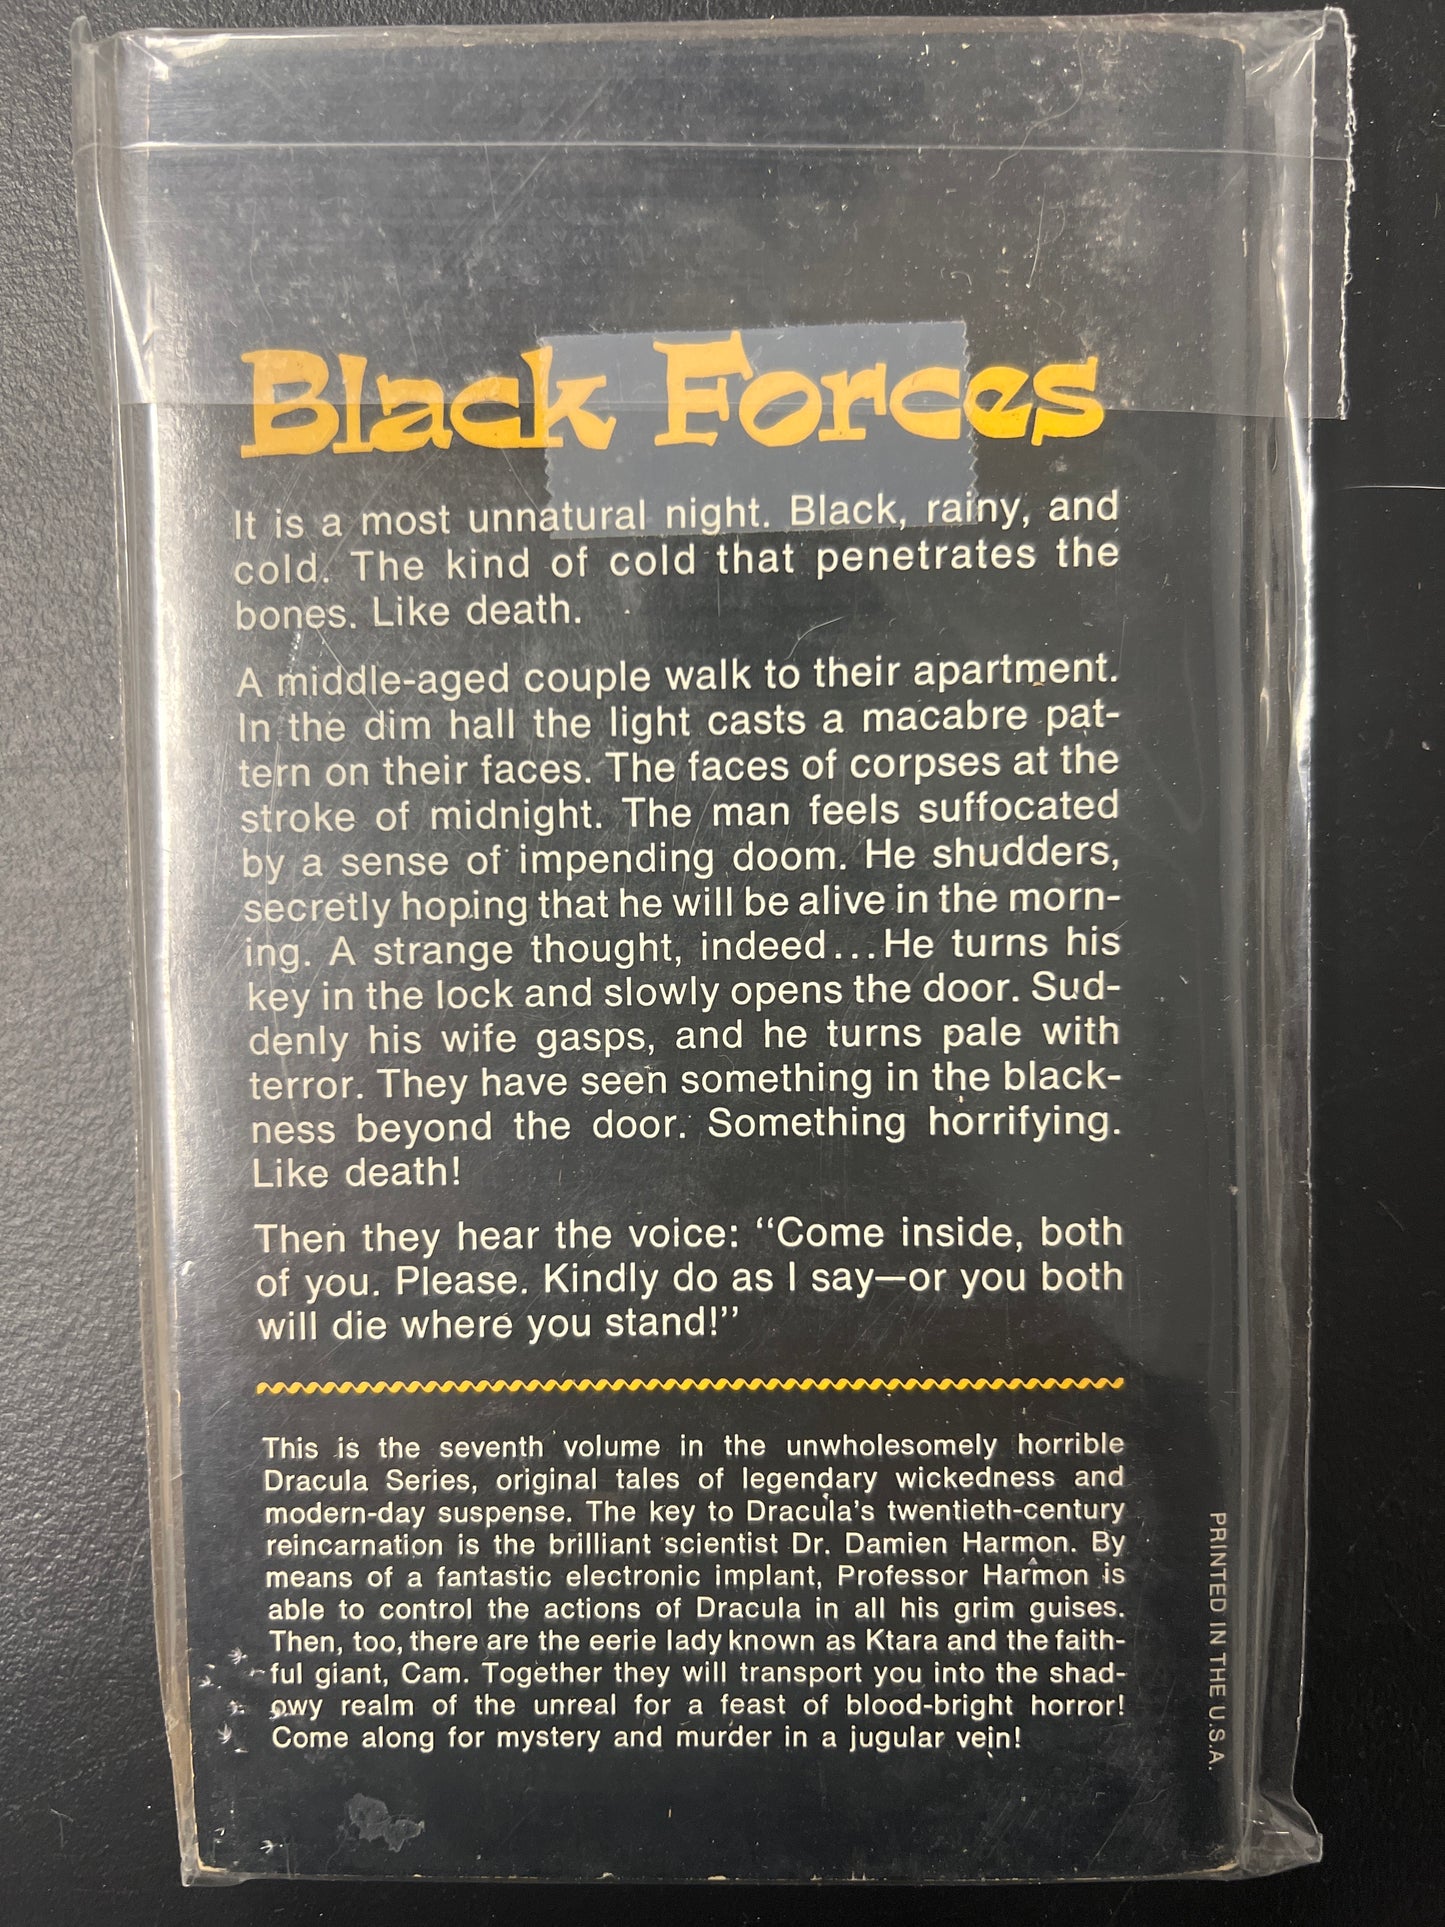 Black Forces
It is a most unnatural night. Black, rainy, and
cold. The kind of cold that penetrates the
bones. Like death.
A middle-aged couple walk to their apartment.
In the dim hall the light casts a macabre pat-
tern on their faces. The faces of corpses at the
stroke of midnight. The man feels suffocated
by a sense of impending doom. He shudders,
secretly hoping that he will be alive in the morn-
ing. A strange thought, indeed...He turns his
key in the lock and slowly opens the door. Sud-
denly his wife gasps, and he turns pale with
terror. They have seen something in the black-
ness beyond the door. Something horrifying.
Like death!
Then they hear the voice: “Come inside, both
of you. Please. Kindly do as I say—or you both
will die where you stand!”
This is the seventh volume in the unwholesomely horrible
Dracula Series, original tales of legendary wickedness and
modern-day suspense. The key to Dracula's twentieth-century
reincarnation is the brilliant scientist Dr. Damien Harmon. By
means of a fantastic electronic implant, Professor Harmon is
able to control the actions of Dracula in all his grim guises.
Then, too, there are the eerie lady known as Ktara and the faith-
ful giant, Cam. Together they will transport you into the shad-
owy realm of the unreal for a feast of blood-bright horror!
Come along for mystery and murder in a jugular vein!
PRINTED IN THE U.S.A.